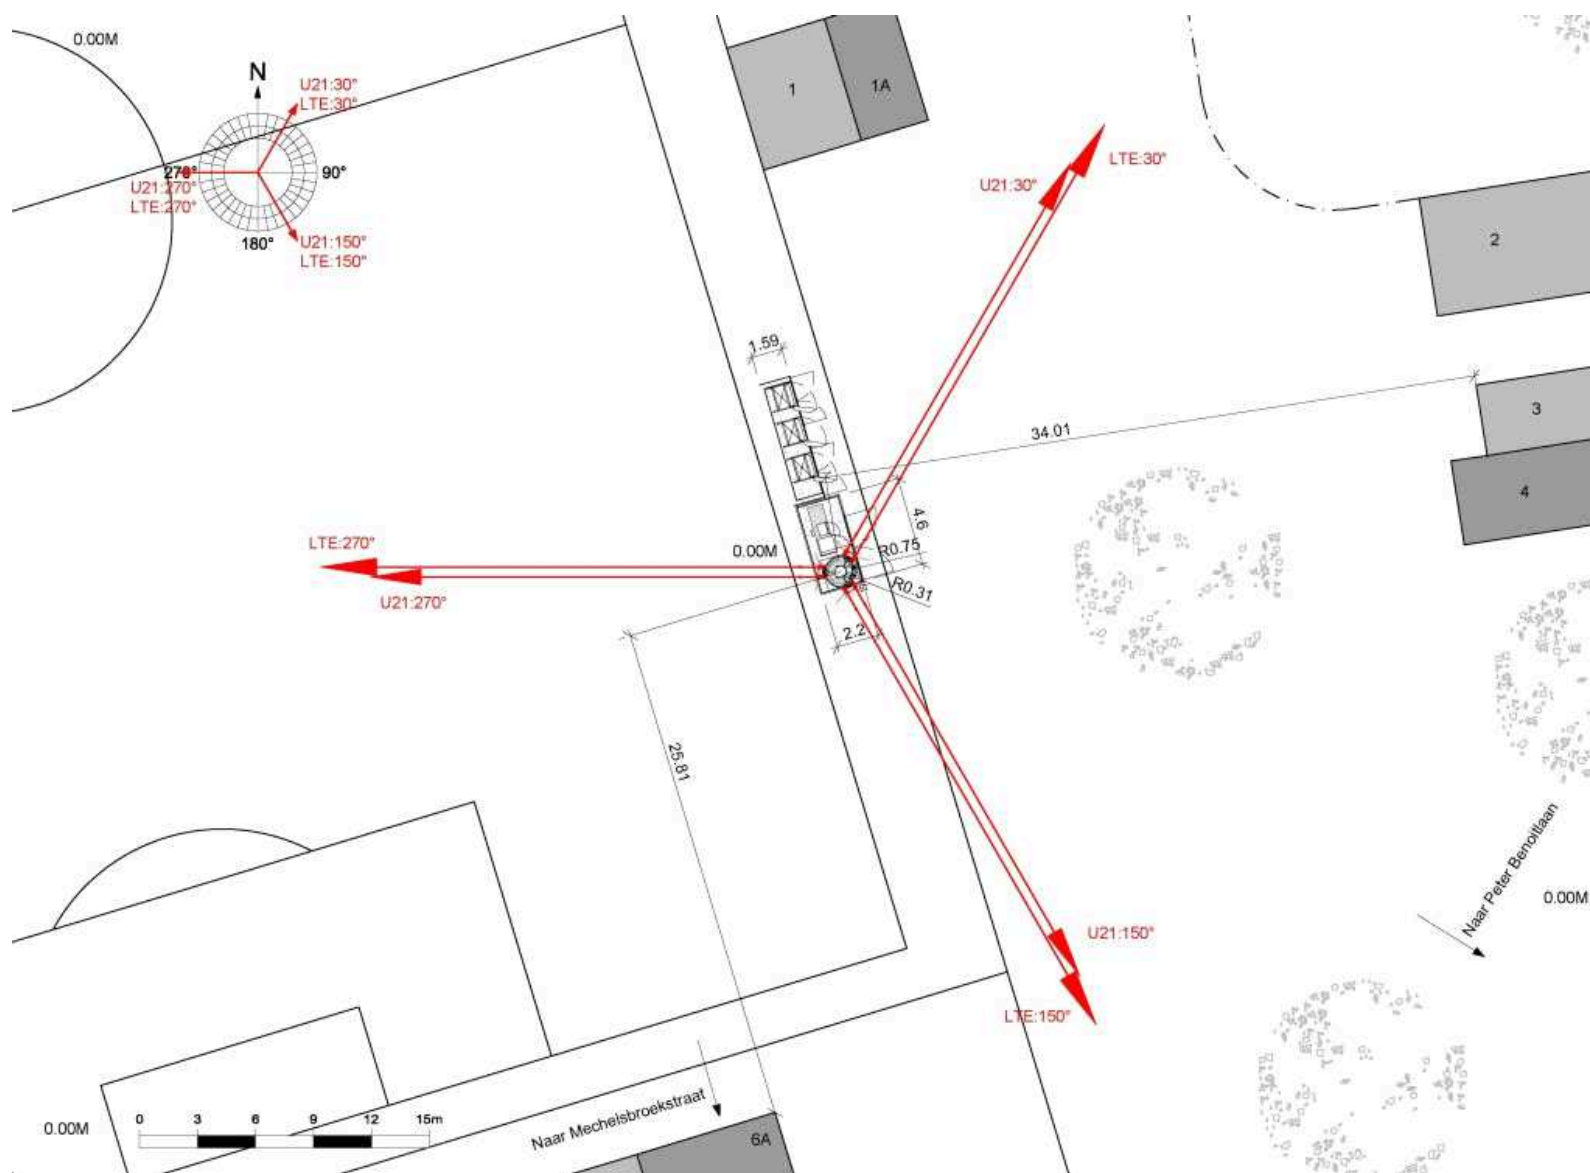 0.00M
N
U21:30°
LTE:30°
270°
90°
U21:270°
LTE:270°
180°
U21:150°
LTE:150°
1
1A
LTE:30°
U21:30°
2
1.59
34.01
3
4
4.6
LTE:270°
0.00M
R0.75
U21:270°
R0.31
2.2
25.81
Naar Peter Benoitlaan
0.00M
U21:150°
LTE:150°
Naar Mechelsbroekstraat
0.00M
0 3 6 9 12 15m
6A